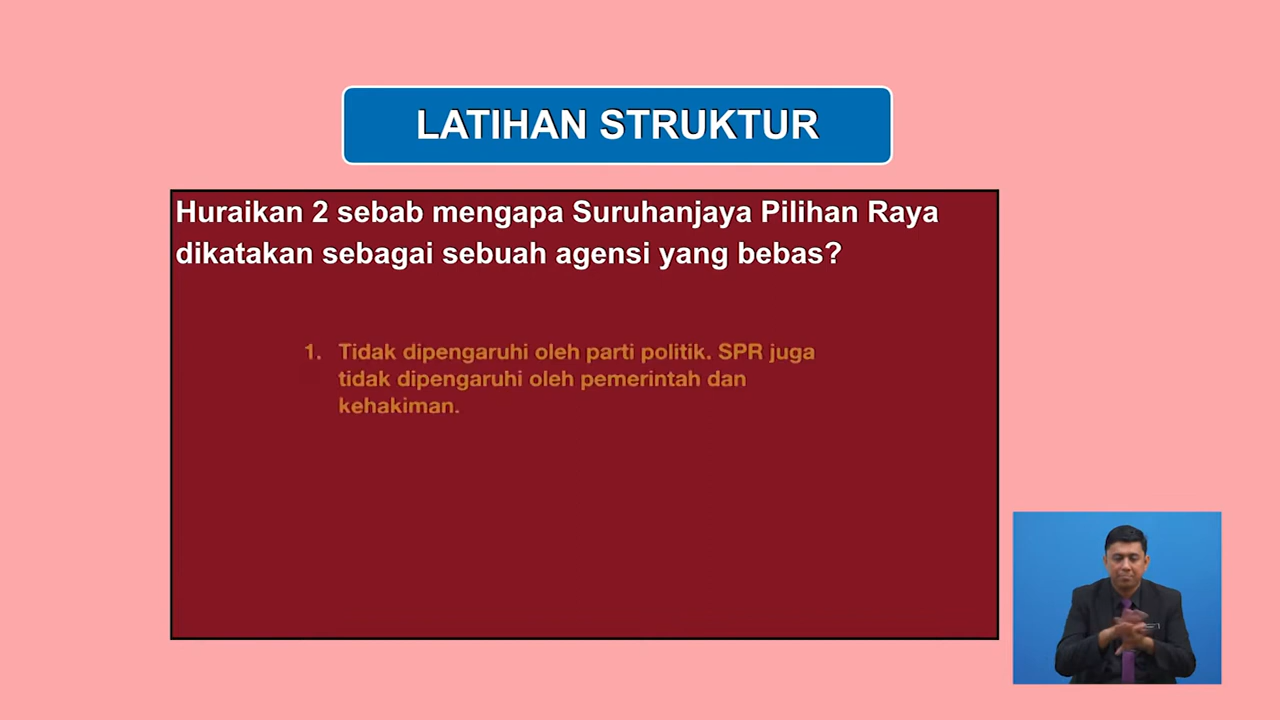 LATIHAN STRUKTUR
Huraikan 2 sebab mengapa Suruhanjaya Pilihan Raya
dikatakan sebagai sebuah agensi yang bebas?
1. Tidak dipengaruhi oleh parti politik. SPR juga
tidak dipengaruhi oleh pemerintah dan
kehakiman.